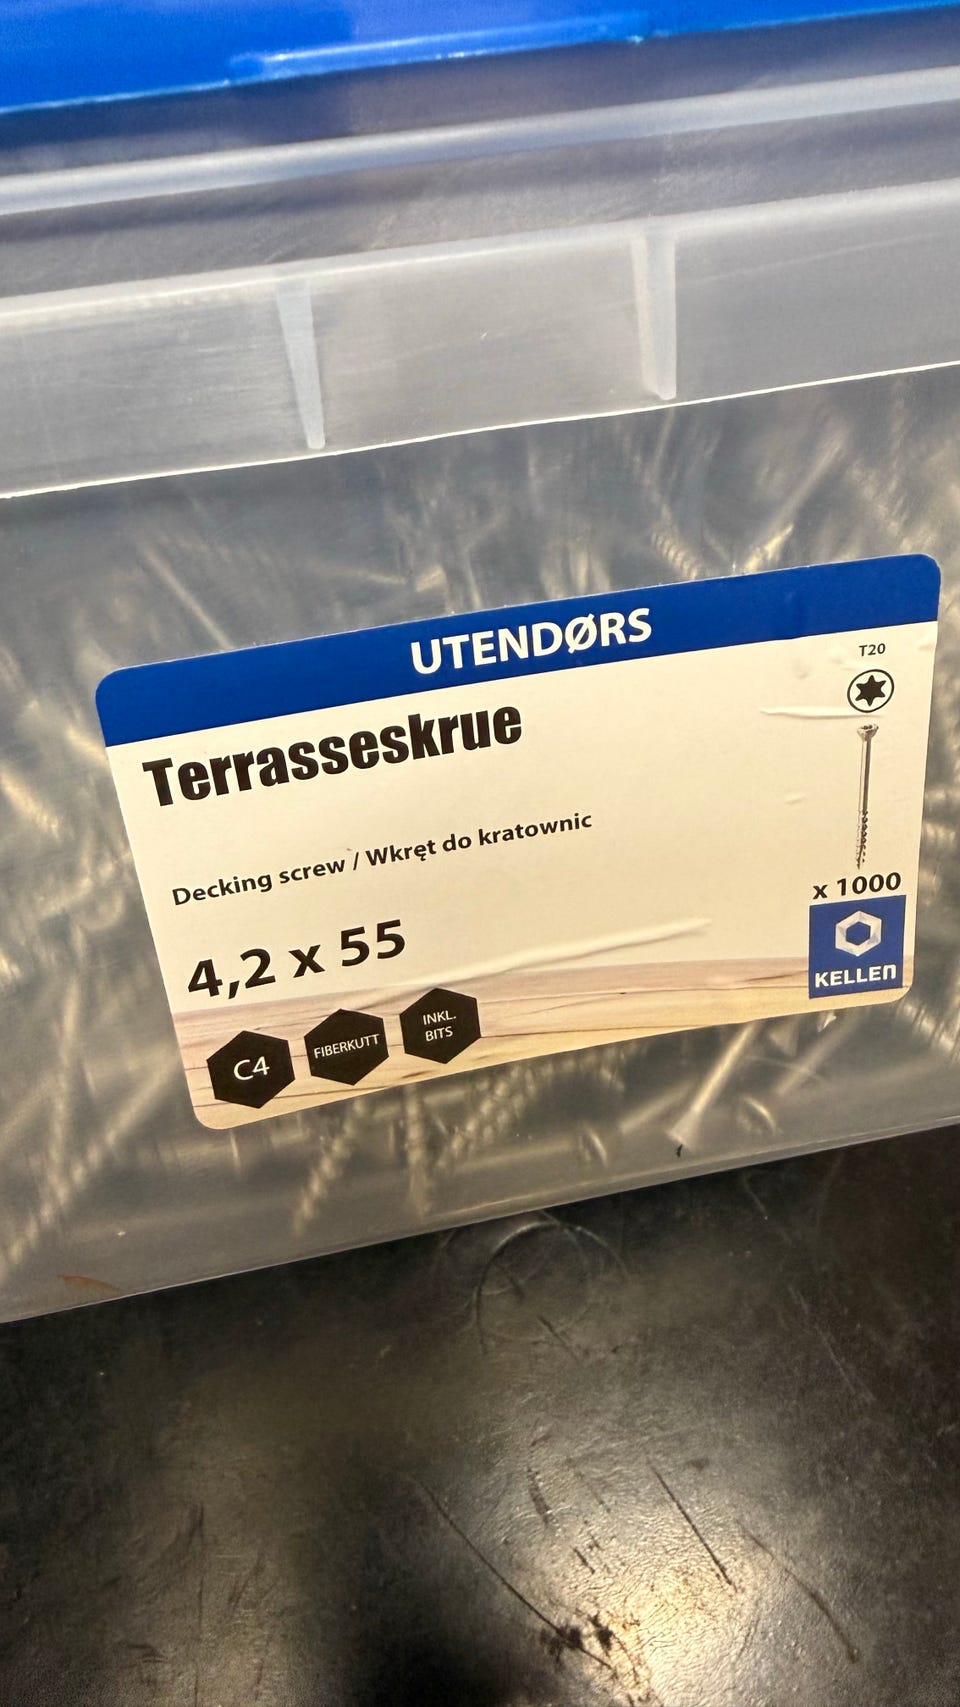 UTENDØRS
Terrasseskrue
T20
Decking screw / Wkręt do kratownic
x 1000
4,2 x 55
KELLEN
C4
FIBERKUTT
INKL.
BITS